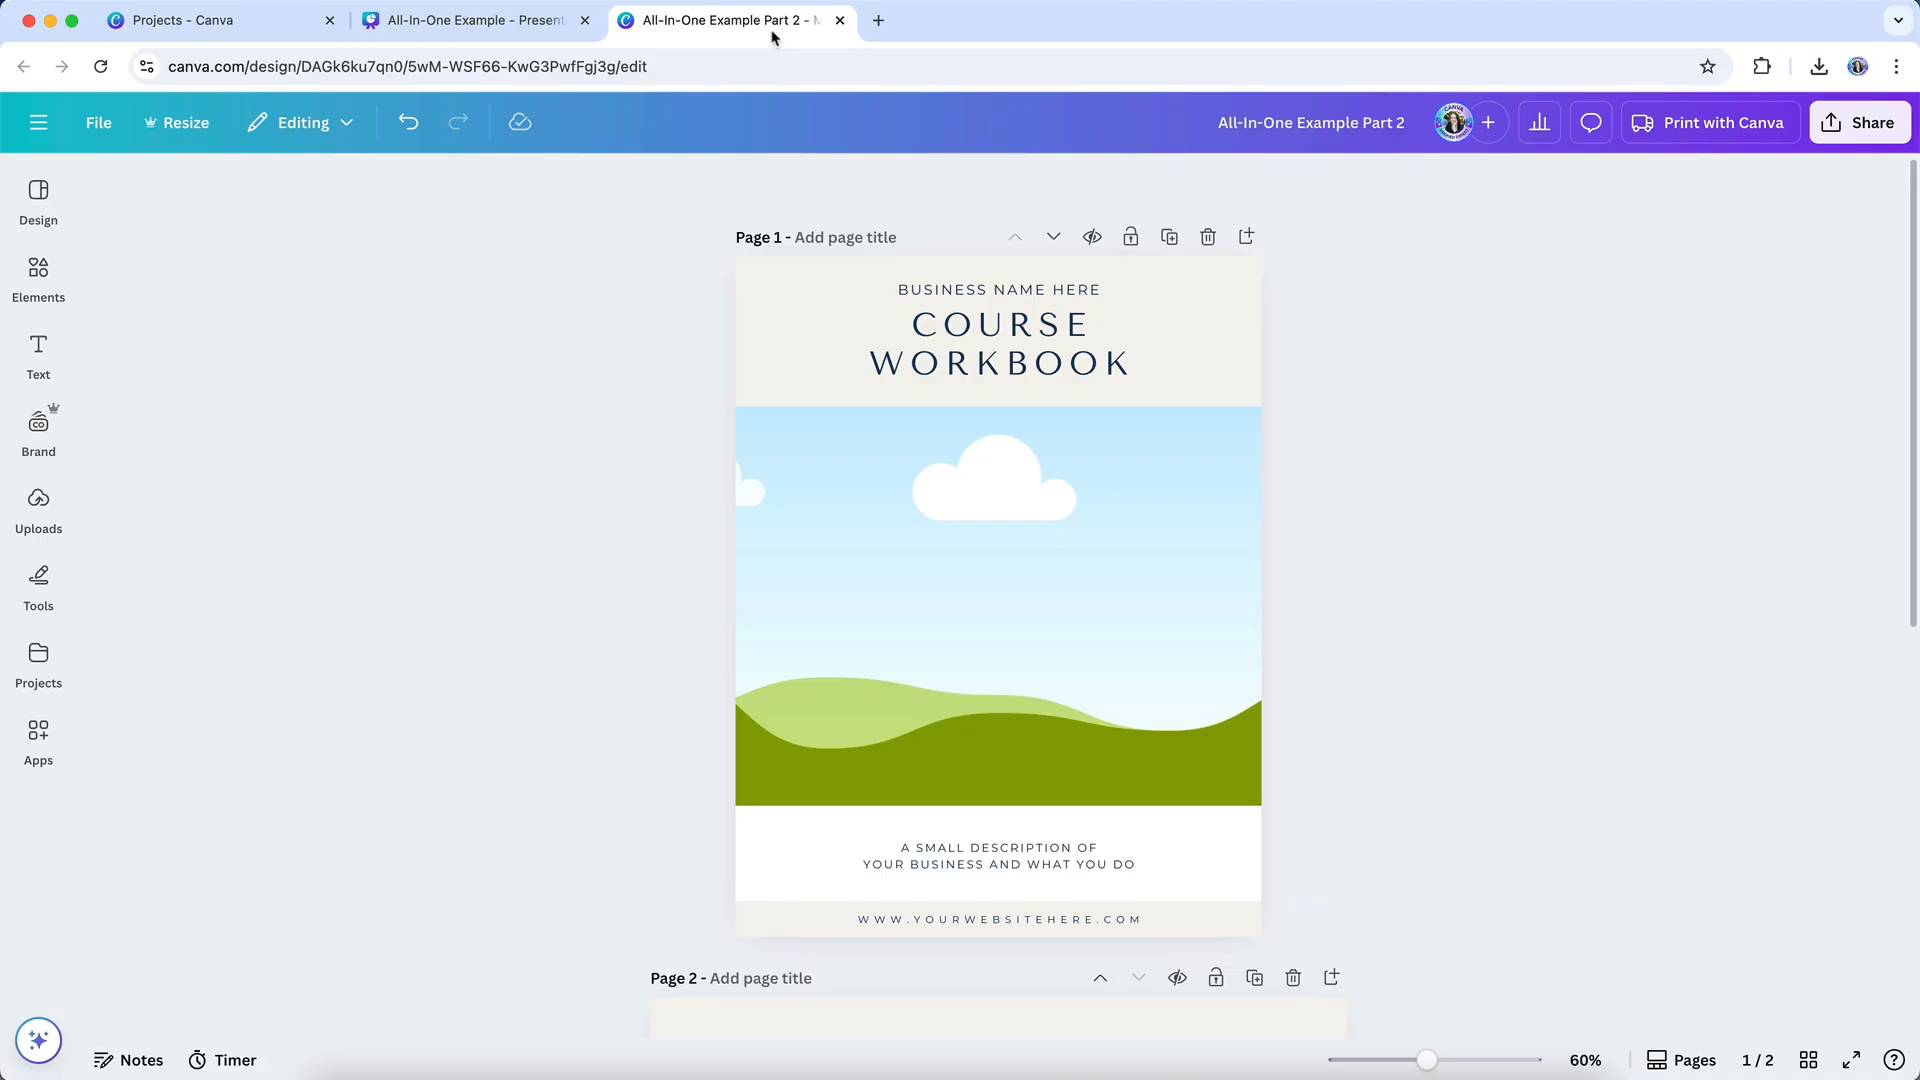 Projects - Canva
All-In-One Example - Present
All-In-One Example Part 2 - M
canva.com/design/DAGk6ku7qn0/5wM-WSF66-KwG3PwfFgj3g/edit
File
Resize
Editing
All-In-One Example Part 2
Print with Canva
Share
Design
Elements
Text
Brand
Uploads
Tools
Projects
Apps
Page 1 - Add page title
BUSINESS NAME HERE
COURSE
WORKBOOK
A SMALL DESCRIPTION OF
YOUR BUSINESS AND WHAT YOU DO
WWW.YOURWEBSITEHERE.COM
Page 2 - Add page title
Notes
Timer
60%
Pages
1 / 2